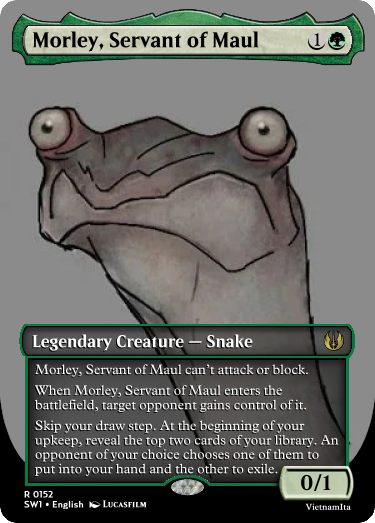 Morley, Servant of Maul 1
Legendary Creature — Snake
Morley, Servant of Maul can't attack or block.
When Morley, Servant of Maul enters the
battlefield, target opponent gains control of it.
Skip your draw step. At the beginning of your
upkeep, reveal the top two cards of your library. An
opponent of your choice chooses one of them to
put into your hand and the other to exile.
0/1
R 0152
SW1 • English LUCASFILM
VietnamIta